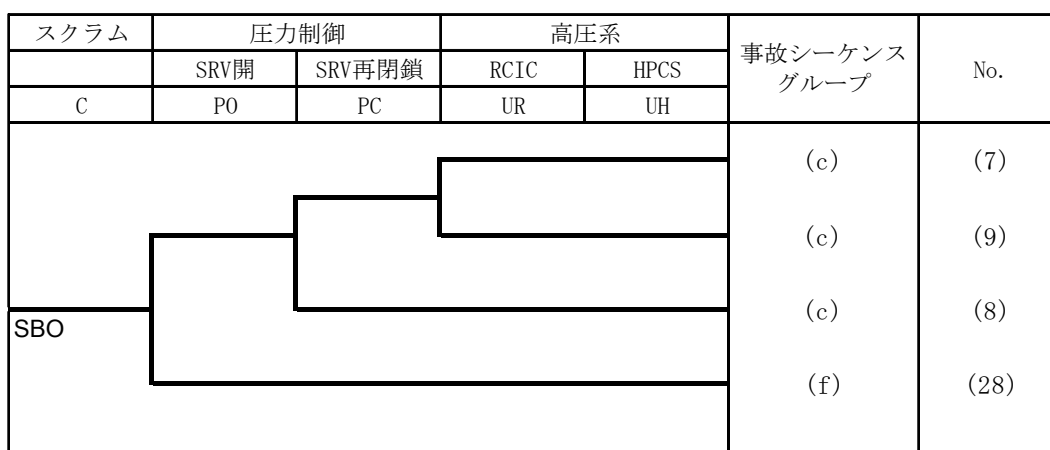 スクラム 圧力制御 高圧系 事故シーケンス
グループ No.
SRV開 SRV再閉鎖 RCIC HPCS
C PO PC UR UH
(c) (7)
(c) (9)
(c) (8)
SBO
(f) (28)